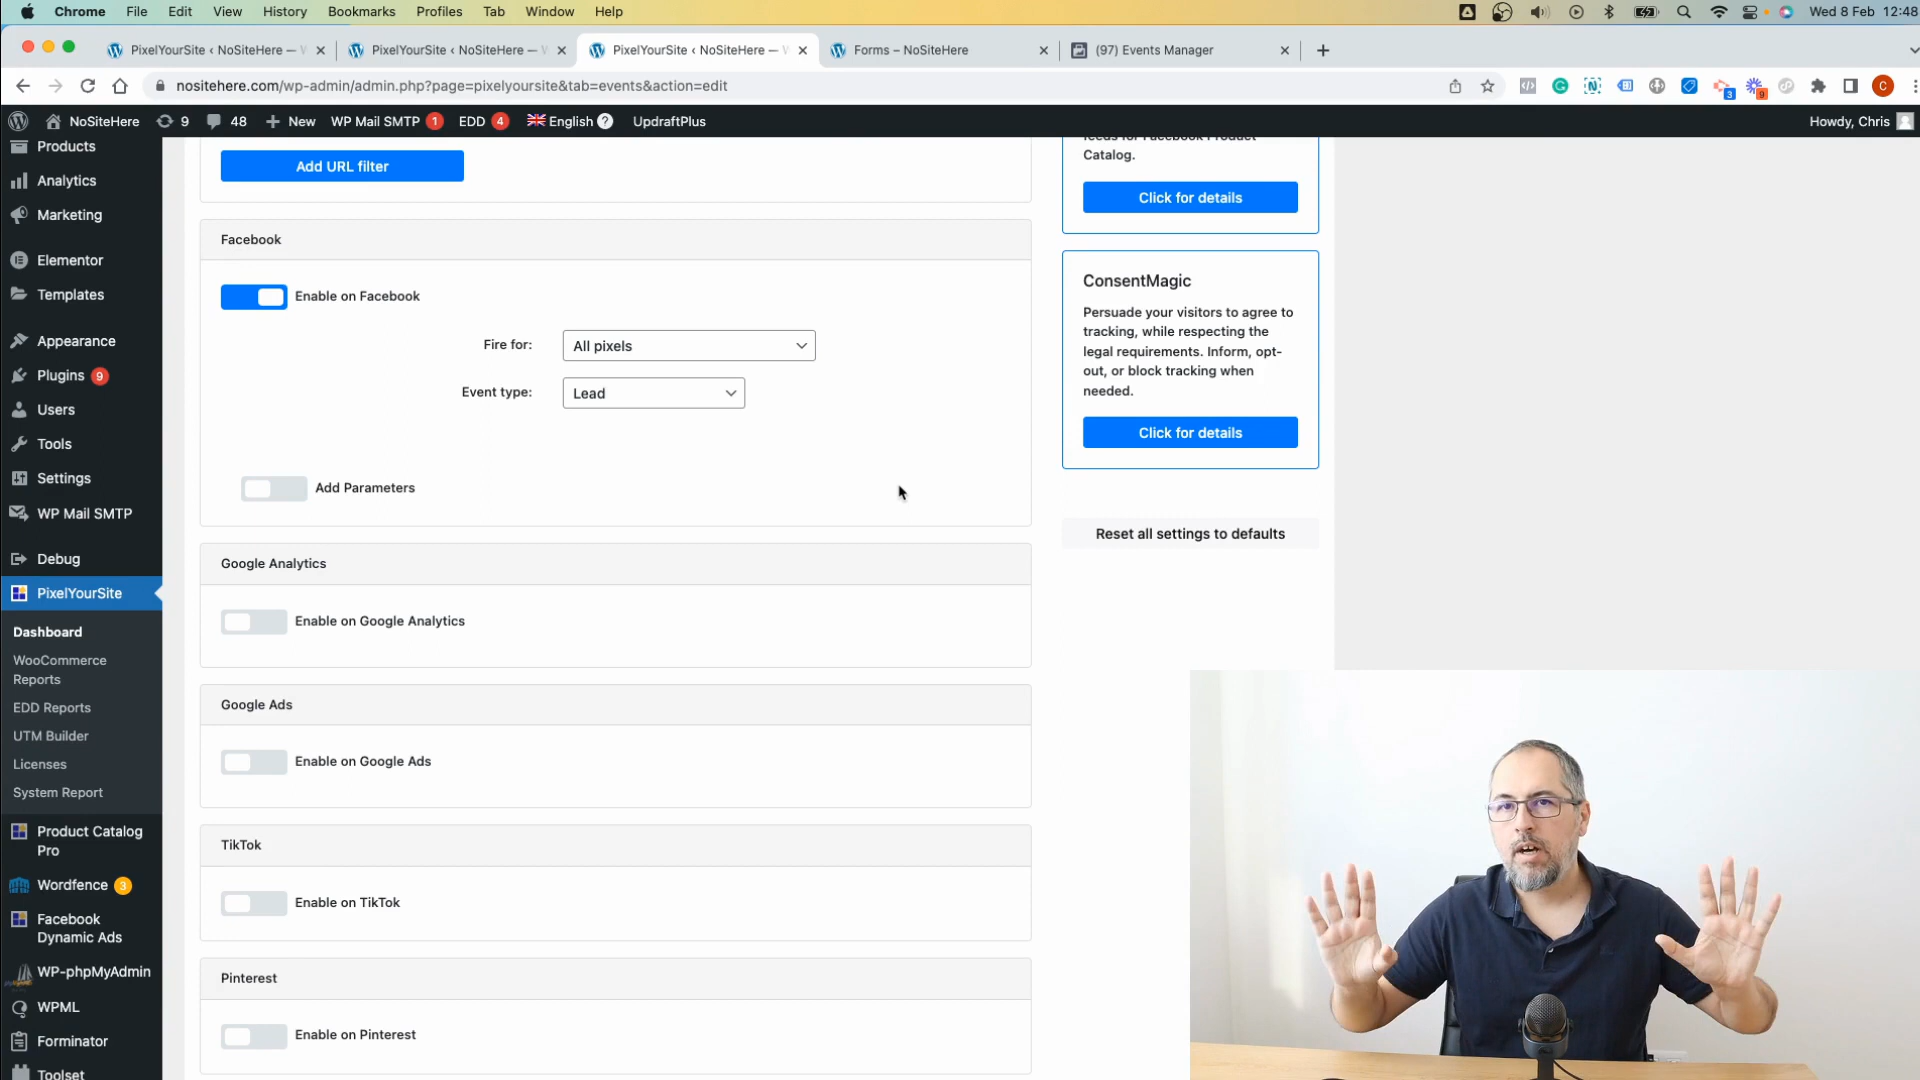 Chrome File Edit View History Bookmarks Profiles Tab Window Help Wed 8 Feb 12:48
PixelYourSite ‹ NoSiteHere — PixelYourSite ‹ NoSiteHere — PixelYourSite ‹ NoSiteHere — Forms – NoSiteHere (97) Events Manager
nositehere.com/wp-admin/admin.php?page=pixelyoursite&tab=events&action=edit
NoSiteHere 9 48 New WP Mail SMTP 1 EDD 4 English UpdraftPlus Howdy, Chris
Products
Analytics
Marketing
Elementor
Templates
Appearance
Plugins 9
Users
Tools
Settings
WP Mail SMTP
Debug
PixelYourSite
Dashboard
WooCommerce
Reports
EDD Reports
UTM Builder
Licenses
System Report
Product Catalog
Pro
Wordfence 3
Facebook
Dynamic Ads
WP-phpMyAdmin
WPML
Forminator
Toolset
Add URL filter
Facebook
Enable on Facebook
Fire for: All pixels
Event type: Lead
Add Parameters
Google Analytics
Enable on Google Analytics
Google Ads
Enable on Google Ads
TikTok
Enable on TikTok
Pinterest
Enable on Pinterest
feeds for Facebook Product
Catalog.
Click for details
ConsentMagic
Persuade your visitors to agree to
tracking, while respecting the
legal requirements. Inform, opt-
out, or block tracking when
needed.
Click for details
Reset all settings to defaults